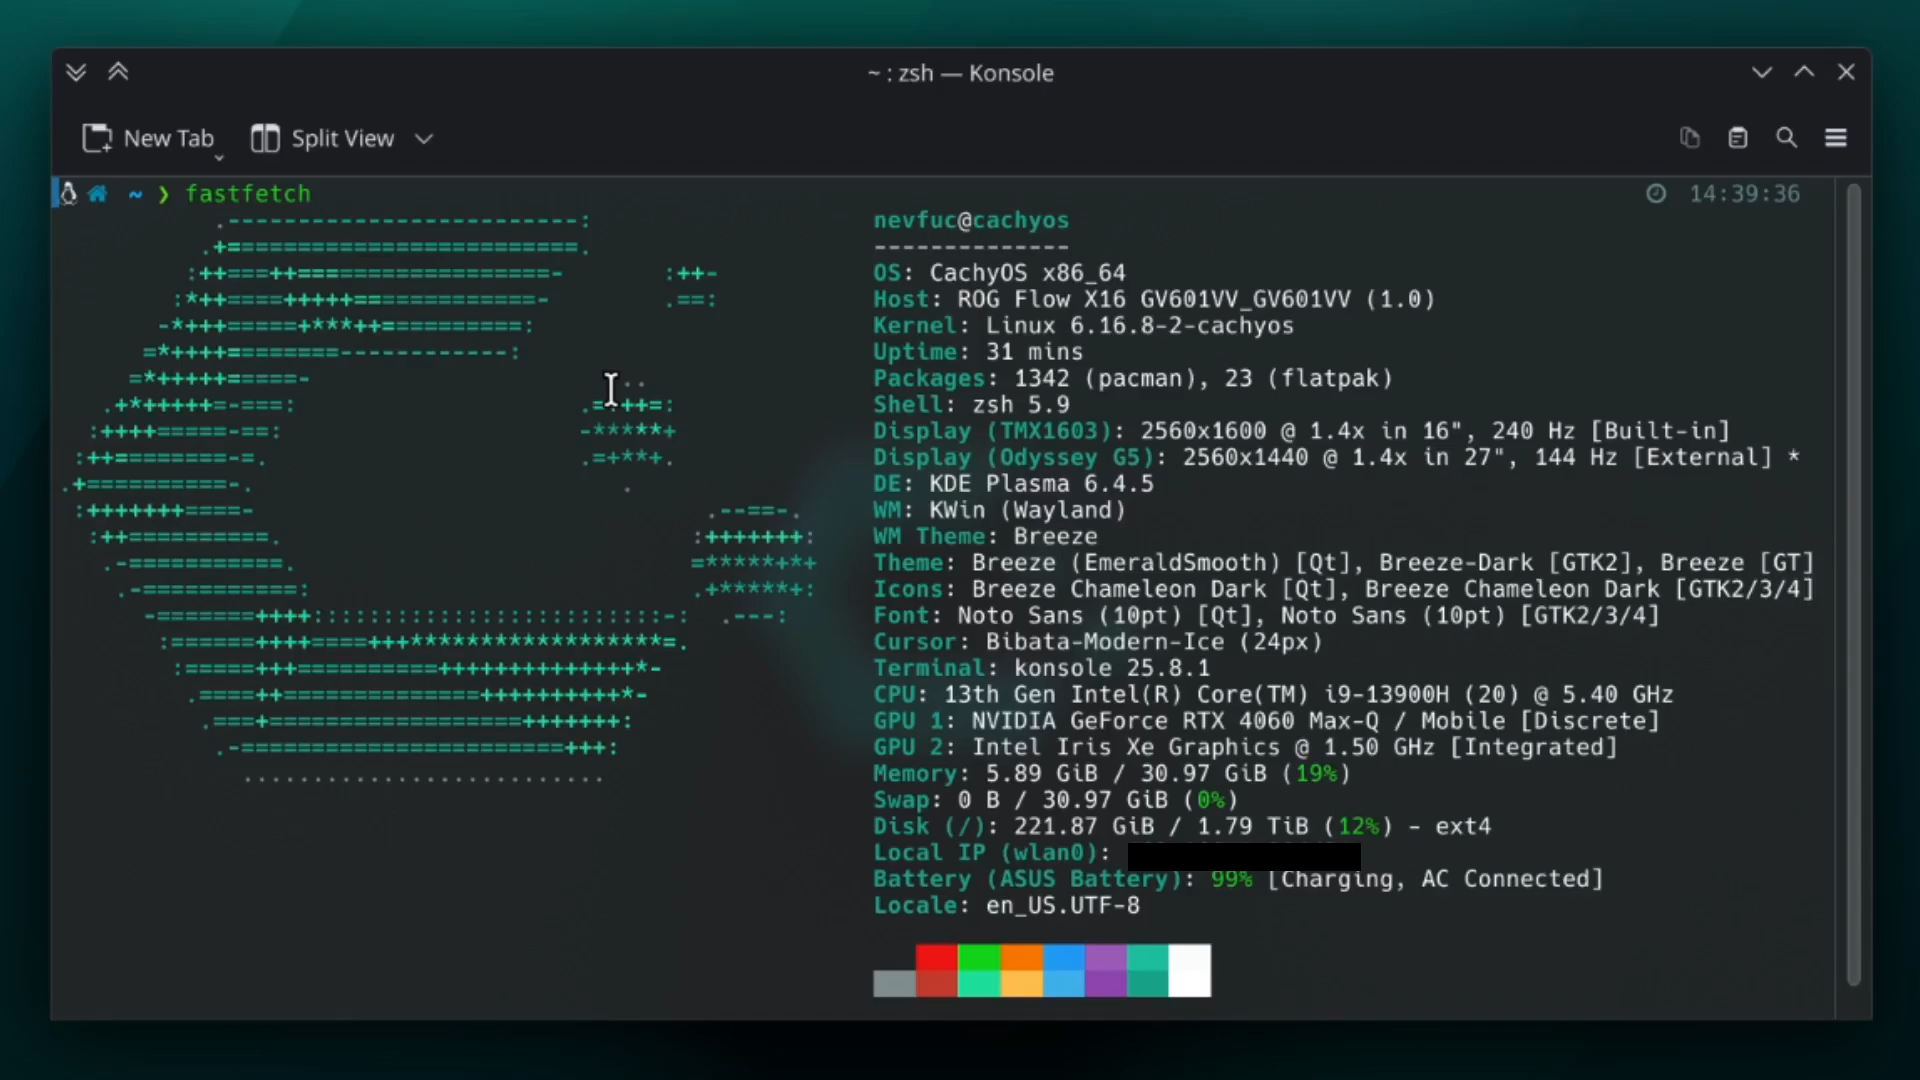 ~ : zsh — Konsole
New Tab
Split View
~ ❯ fastfetch
14:39:36
nevfuc@cachyos
--------------
OS: CachyOS x86_64
Host: ROG Flow X16 GV601VV_GV601VV (1.0)
Kernel: Linux 6.16.8-2-cachyos
Uptime: 31 mins
Packages: 1342 (pacman), 23 (flatpak)
Shell: zsh 5.9
Display (TMX1603): 2560x1600 @ 1.4x in 16", 240 Hz [Built-in]
Display (Odyssey G5): 2560x1440 @ 1.4x in 27", 144 Hz [External] *
DE: KDE Plasma 6.4.5
WM: KWin (Wayland)
WM Theme: Breeze
Theme: Breeze (EmeraldSmooth) [Qt], Breeze-Dark [GTK2], Breeze [GT]
Icons: Breeze Chameleon Dark [Qt], Breeze Chameleon Dark [GTK2/3/4]
Font: Noto Sans (10pt) [Qt], Noto Sans (10pt) [GTK2/3/4]
Cursor: Bibata-Modern-Ice (24px)
Terminal: konsole 25.8.1
CPU: 13th Gen Intel(R) Core(TM) i9-13900H (20) @ 5.40 GHz
GPU 1: NVIDIA GeForce RTX 4060 Max-Q / Mobile [Discrete]
GPU 2: Intel Iris Xe Graphics @ 1.50 GHz [Integrated]
Memory: 5.89 GiB / 30.97 GiB (19%)
Swap: 0 B / 30.97 GiB (0%)
Disk (/): 221.87 GiB / 1.79 TiB (12%) - ext4
Local IP (wlan0):
Battery (ASUS Battery): 99% [Charging, AC Connected]
Locale: en_US.UTF-8